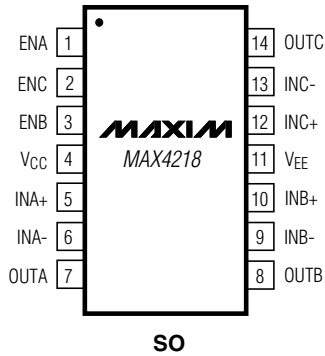 ENA 1 14 OUTC
ENC 2 13 INC-
ENB 3 MAXIM 12 INC+
VCC 4 MAX4218 11 VEE
INA+ 5 10 INB+
INA- 6 9 INB-
OUTA 7 8 OUTB
SO